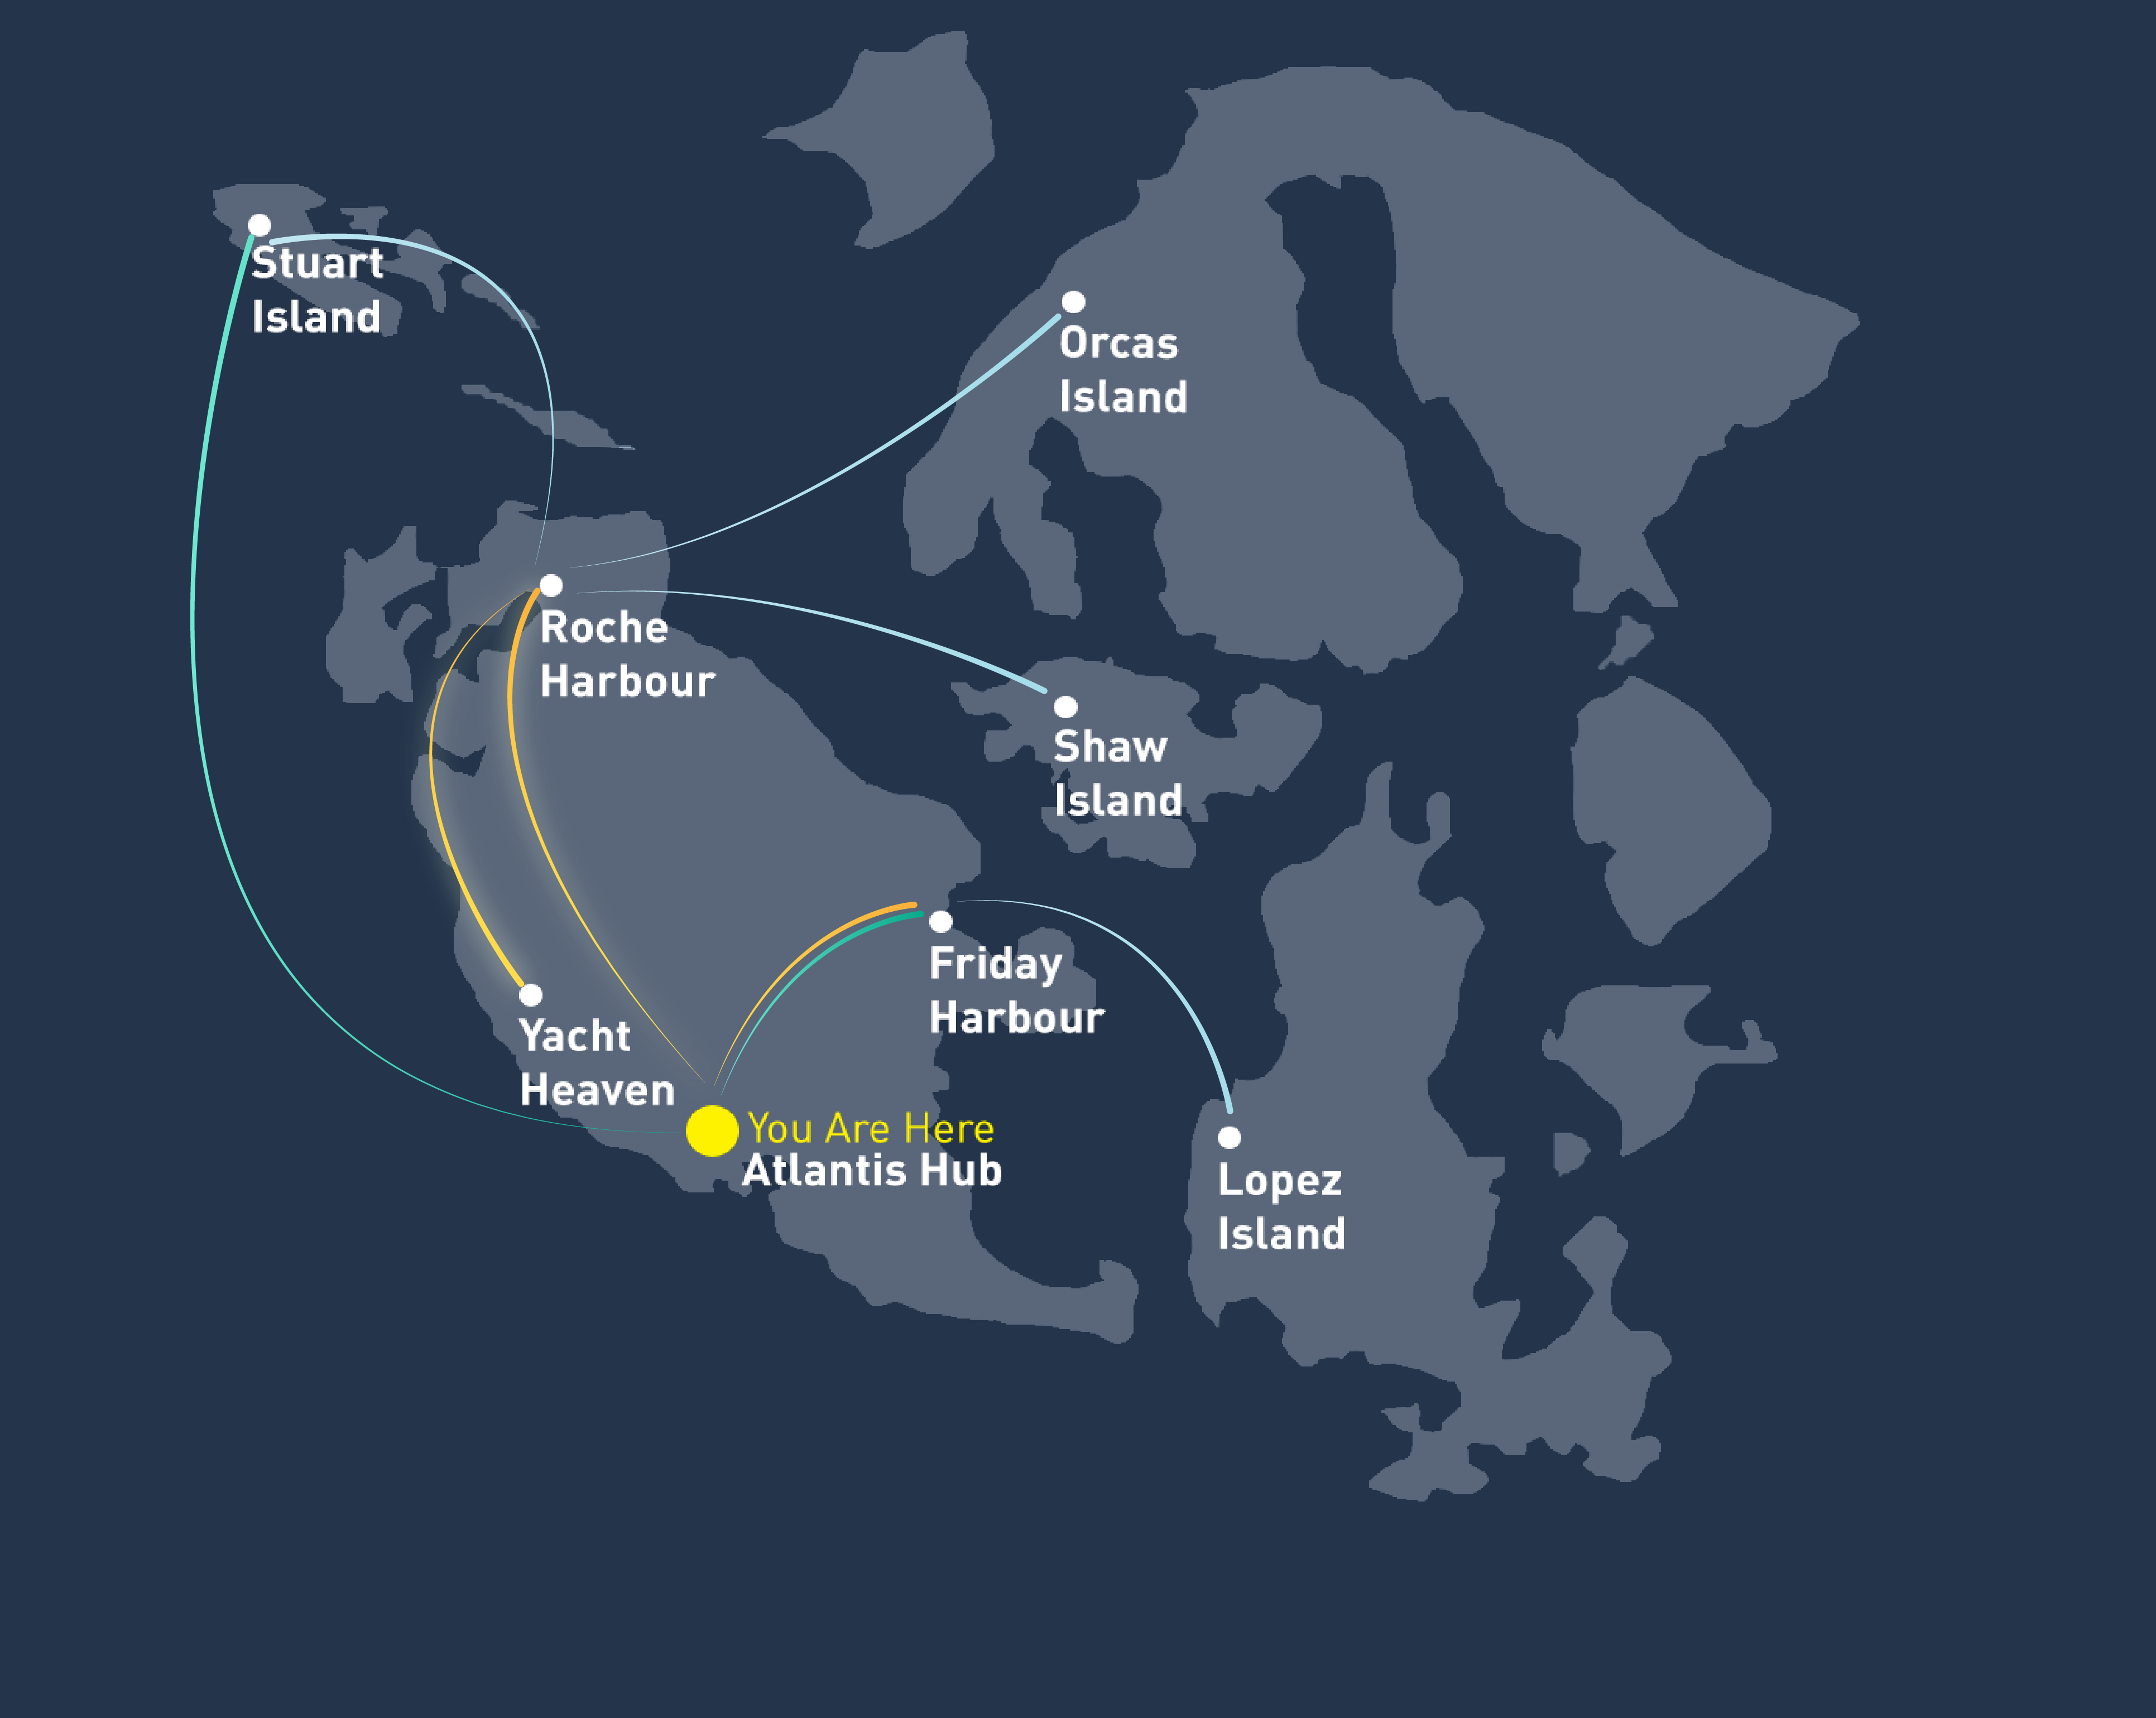 Stuart
Island
Orcas
Island
Roche
Harbour
Shaw
Island
Friday
Harbour
Yacht
Heaven
You Are Here
Atlantis Hub
Lopez
Island